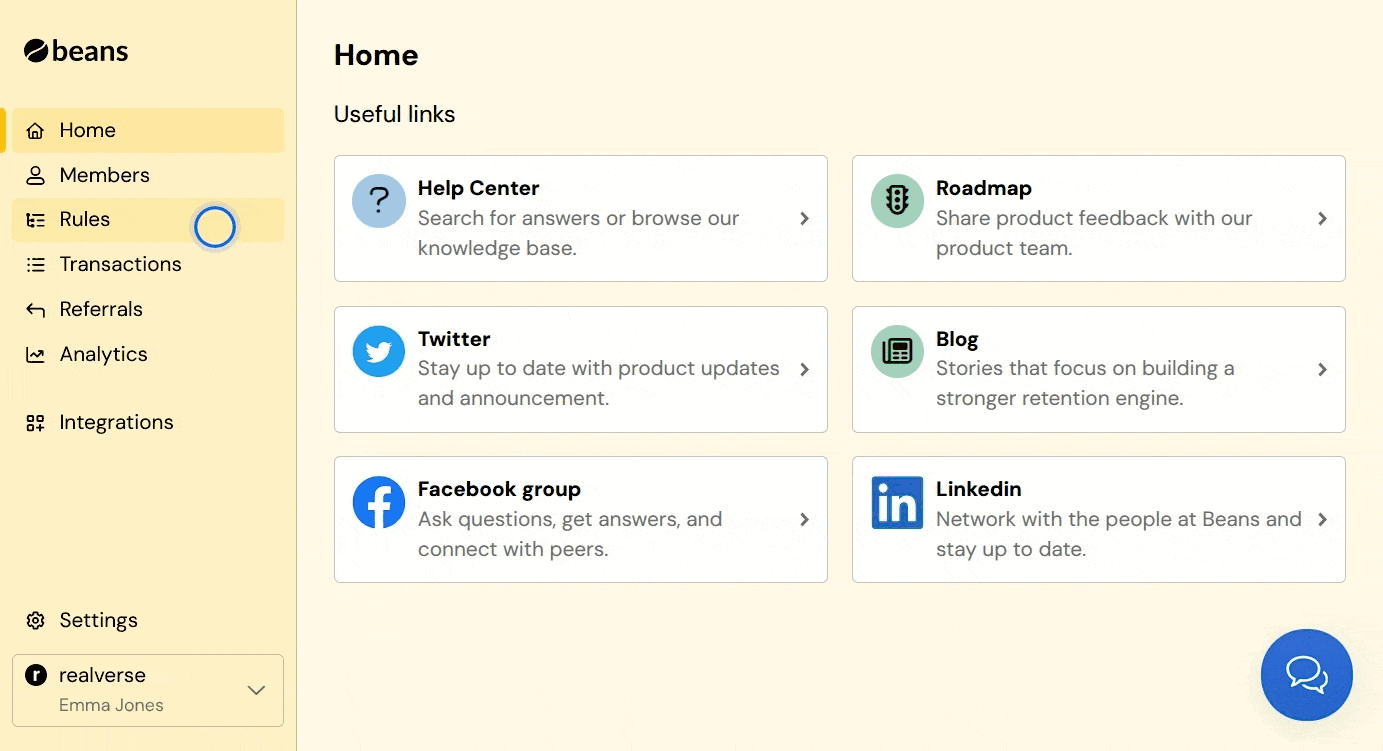 beans
Home
Members
Rules
Transactions
Referrals
Analytics
Integrations
Settings
r
realverse
Emma Jones
Home
Useful links
?
Help Center
Search for answers or browse our
knowledge base.
Roadmap
Share product feedback with our
product team.
Twitter
Stay up to date with product updates
and announcement.
Blog
Stories that focus on building a
stronger retention engine.
Facebook group
Ask questions, get answers, and
connect with peers.
in
Linkedin
Network with the people at Beans and
stay up to date.